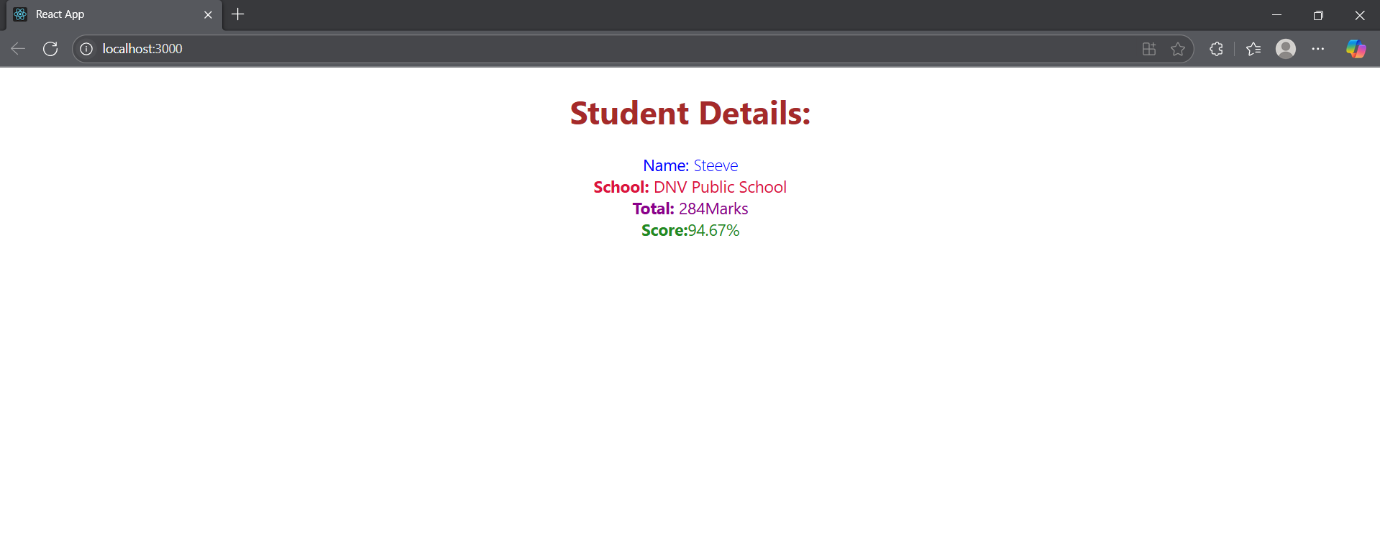 React App
localhost:3000
Student Details:
Name: Steeve
School: DNV Public School
Total: 284Marks
Score:94.67%